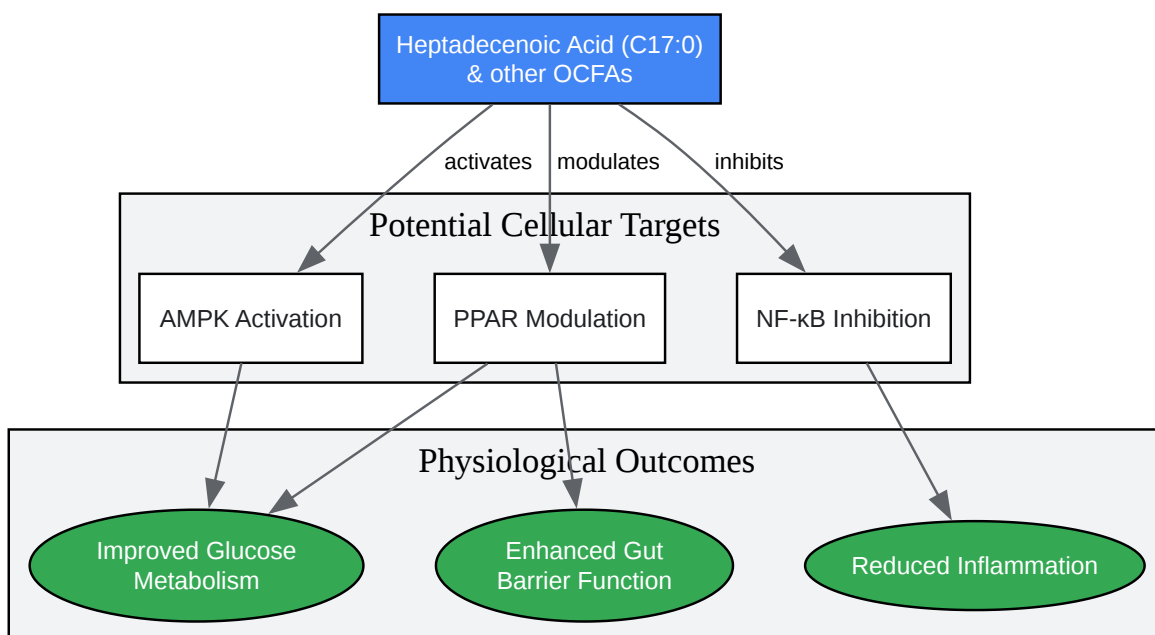 Heptadecenoic Acid (C17:0)
& other OCFAs
activates
modulates
inhibits
Potential Cellular Targets
AMPK Activation
PPAR Modulation
NF-κB Inhibition
Physiological Outcomes
Improved Glucose
Metabolism
Enhanced Gut
Barrier Function
Reduced Inflammation